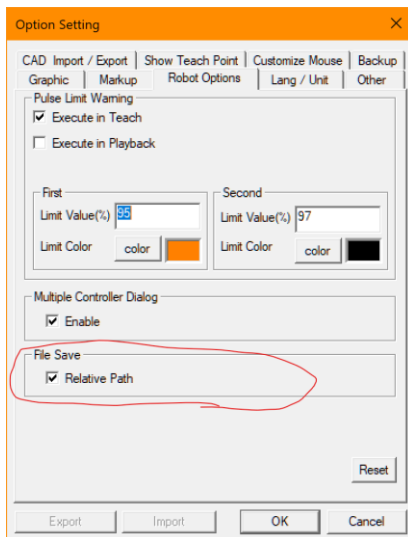 Option Setting
CAD Import / Export Show Teach Point Customize Mouse Backup
Graphic Markup Robot Options Lang / Unit Other
Pulse Limit Warning
Execute in Teach
Execute in Playback
First Second
Limit Value(%) 95 Limit Value(%) 97
Limit Color color Limit Color color
Multiple Controller Dialog
Enable
File Save
Relative Path
Reset
Export Import OK Cancel